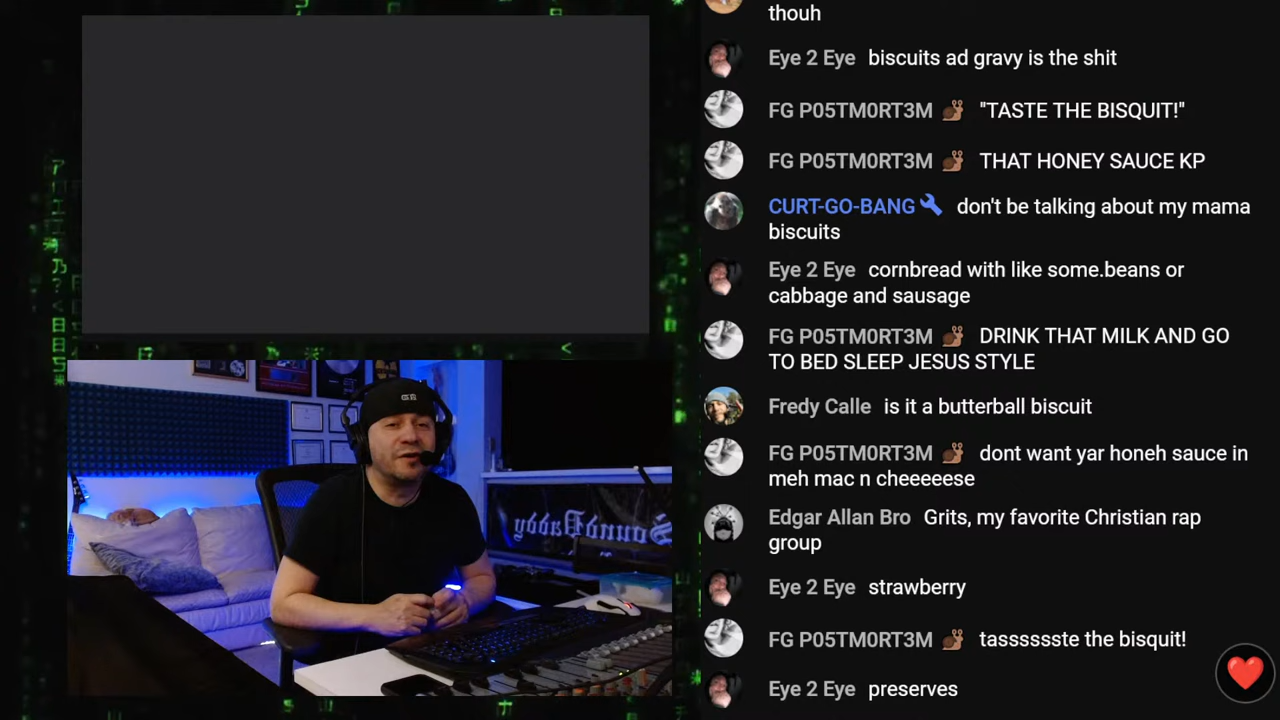 thouh
Eye 2 Eye biscuits ad gravy is the shit
FG P05TM0RT3M 🐌 "TASTE THE BISQUIT!"
FG P05TM0RT3M 🐌 THAT HONEY SAUCE KP
CURT-GO-BANG don't be talking about my mama
biscuits
Eye 2 Eye cornbread with like some.beans or
cabbage and sausage
FG P05TM0RT3M 🐌 DRINK THAT MILK AND GO
TO BED SLEEP JESUS STYLE
Fredy Calle is it a butterball biscuit
FG P05TM0RT3M 🐌 dont want yar honeh sauce in
meh mac n cheeeeese
Edgar Allan Bro Grits, my favorite Christian rap
group
Eye 2 Eye strawberry
FG P05TM0RT3M 🐌 tasssssste the bisquit!
Eye 2 Eye preserves
SoundDaddy